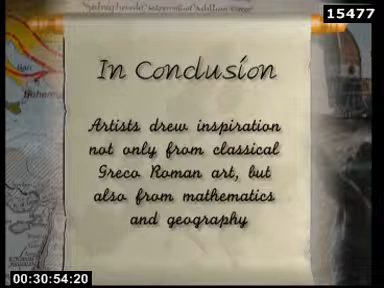 15477
In Conclusion
Artists drew inspiration
not only from classical
Greco Roman art, but
also from mathematics
and geography
00:30:54:20